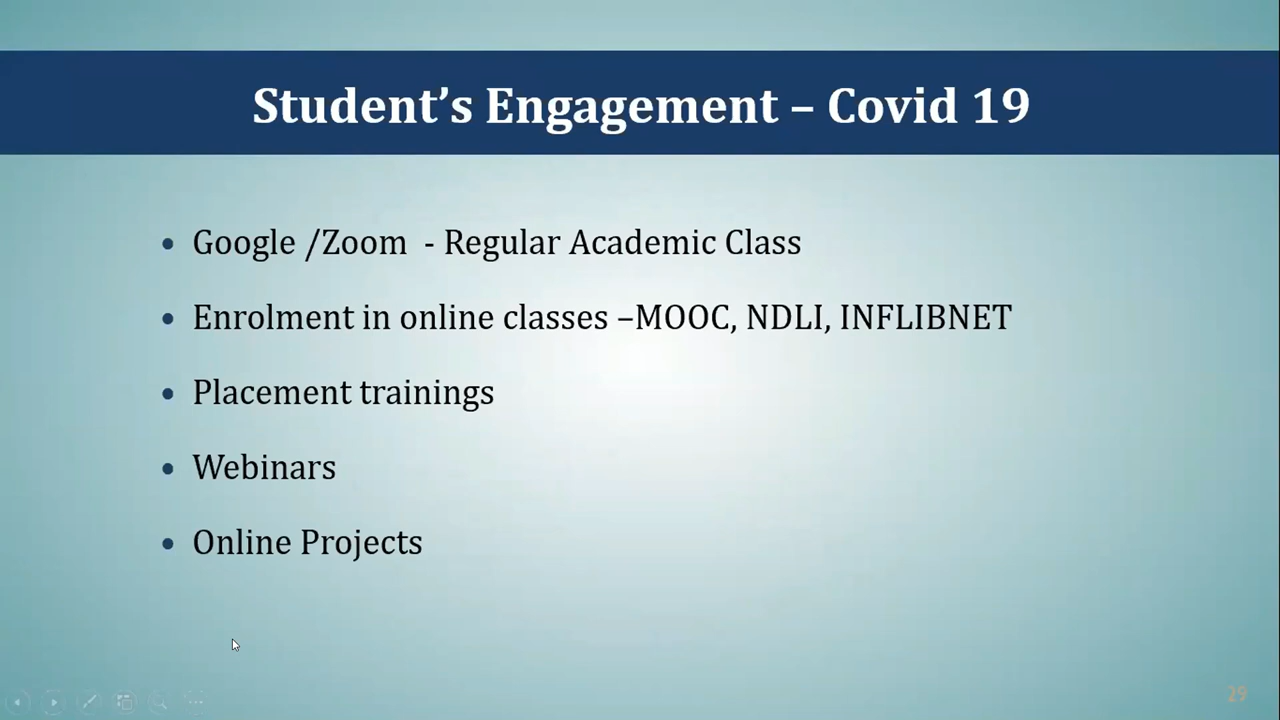 Student’s Engagement – Covid 19
• Google /Zoom  - Regular Academic Class
• Enrolment in online classes –MOOC, NDLI, INFLIBNET
• Placement trainings
• Webinars
• Online Projects
29